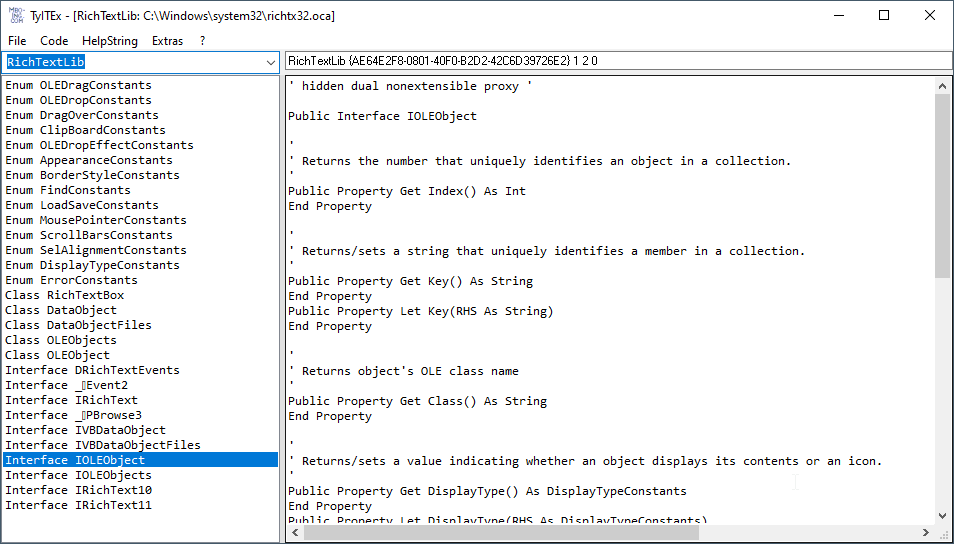 TylTEx - [RichTextLib: C:\Windows\system32\richtx32.oca]
File Code HelpString Extras ?
RichTextLib
RichTextLib {AE64E2F8-0801-40F0-B2D2-42C6D39726E2} 1 2 0
Enum OLEDragConstants
Enum OLEDropConstants
Enum DragOverConstants
Enum ClipBoardConstants
Enum OLEDropEffectConstants
Enum AppearanceConstants
Enum BorderStyleConstants
Enum FindConstants
Enum LoadSaveConstants
Enum MousePointerConstants
Enum ScrollBarsConstants
Enum SelAlignmentConstants
Enum DisplayTypeConstants
Enum ErrorConstants
Class RichTextBox
Class DataObject
Class DataObjectFiles
Class OLEObjects
Class OLEObject
Interface DRichTextEvents
Interface _▯Event2
Interface IRichText
Interface _▯PBrowse3
Interface IVBDataObject
Interface IVBDataObjectFiles
Interface IOLEObject
Interface IOLEObjects
Interface IRichText10
Interface IRichText11
' hidden dual nonextensible proxy '
Public Interface IOLEObject
'
' Returns the number that uniquely identifies an object in a collection.
'
Public Property Get Index() As Int
End Property
'
' Returns/sets a string that uniquely identifies a member in a collection.
'
Public Property Get Key() As String
End Property
Public Property Let Key(RHS As String)
End Property
'
' Returns object's OLE class name
'
Public Property Get Class() As String
End Property
'
' Returns/sets a value indicating whether an object displays its contents or an icon.
'
Public Property Get DisplayType() As DisplayTypeConstants
End Property
Public Property Let DisplayType(RHS As DisplayTypeConstants)